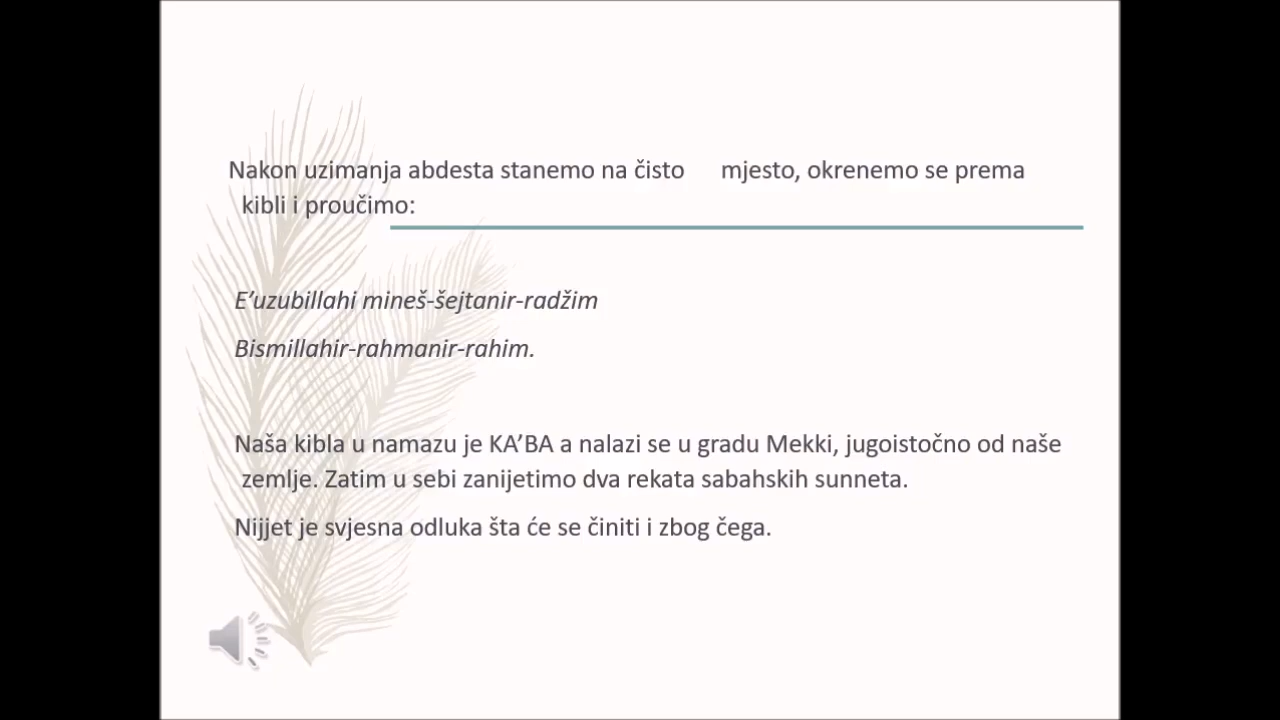 Nakon uzimanja abdesta stanemo na čisto mjesto, okrenemo se prema
kibli i proučimo:
E’uzubillahi mineš-šejtanir-radžim
Bismillahir-rahmanir-rahim.
Naša kibla u namazu je KA’BA a nalazi se u gradu Mekki, jugoistočno od naše
zemlje. Zatim u sebi zanijetimo dva rekata sabahskih sunneta.
Nijjet je svjesna odluka šta će se činiti i zbog čega.